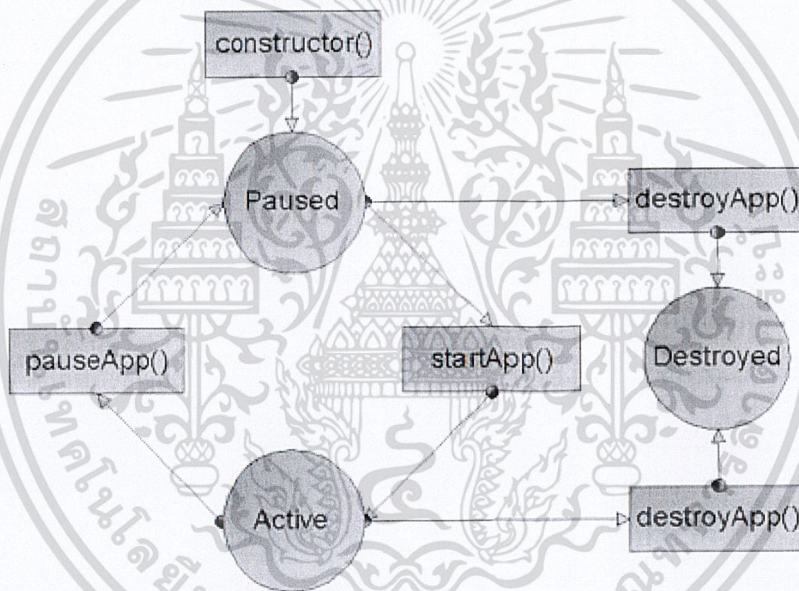 constructor()
Paused
destroyApp()
pauseApp()
startApp()
Destroyed
Active
destroyApp()